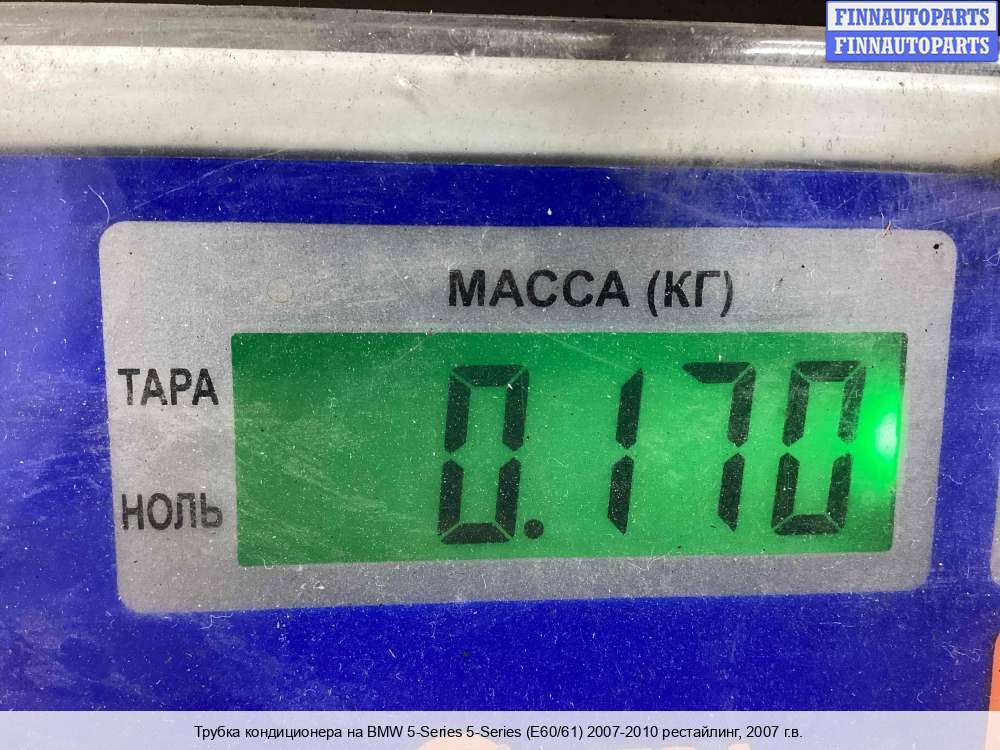 FINNAUTOPARTS
FINNAUTOPARTS
МАССА (КГ)
ТАРА
0.170
НОЛЬ
Трубка кондиционера на BMW 5-Series 5-Series (E60/61) 2007-2010 рестайлинг, 2007 г.в.